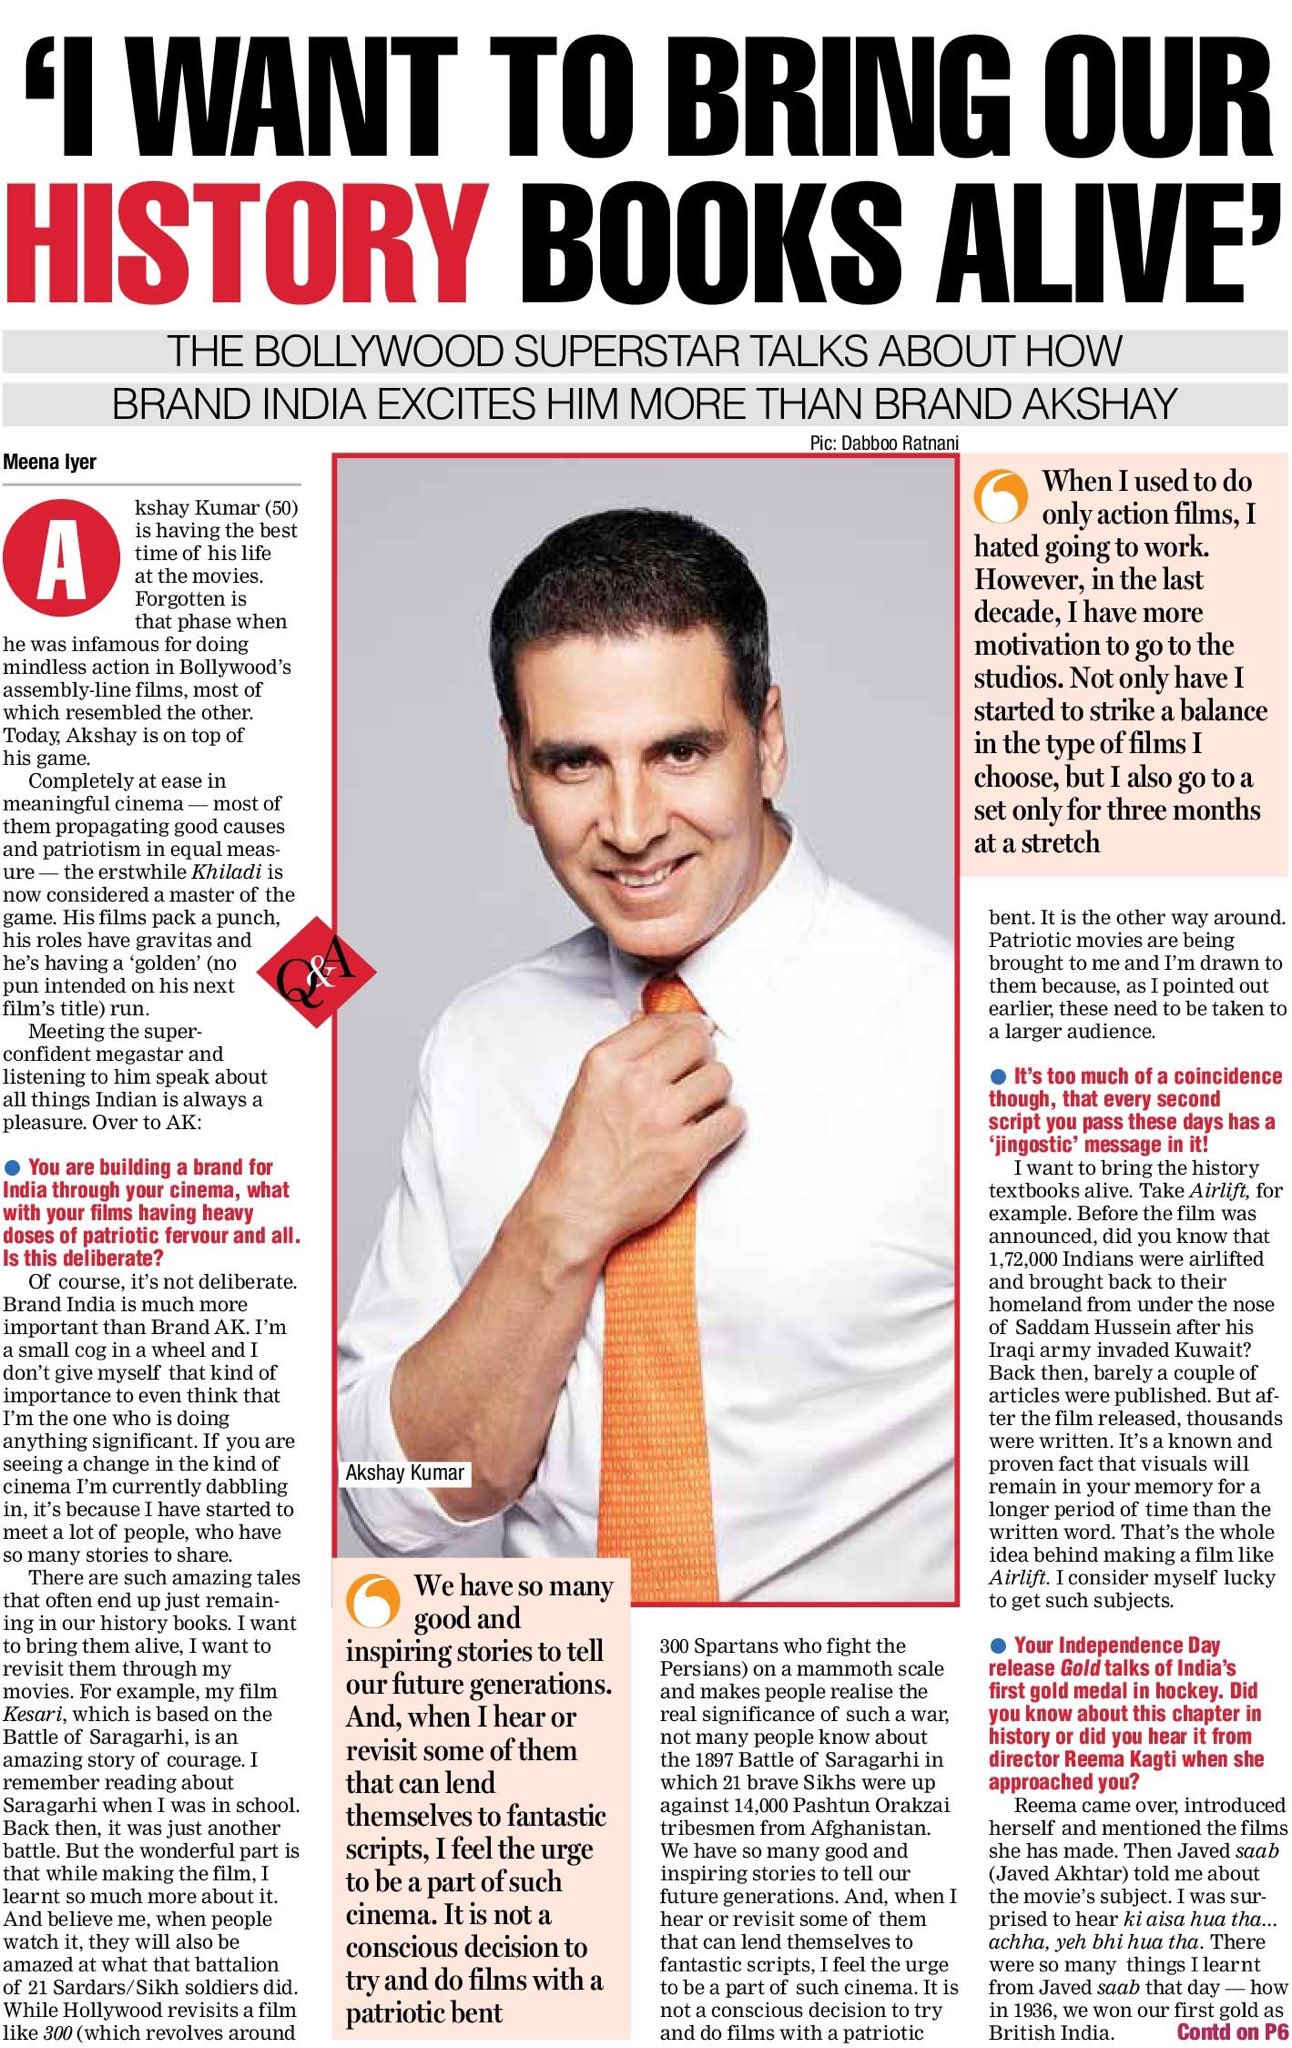 ‘I WANT TO BRING OUR
HISTORY BOOKS ALIVE’
THE BOLLYWOOD SUPERSTAR TALKS ABOUT HOW
BRAND INDIA EXCITES HIM MORE THAN BRAND AKSHAY
Pic: Dabboo Ratnani
Meena Iyer
Akshay Kumar (50)
is having the best
time of his life
at the movies.
Forgotten is
that phase when
he was infamous for doing
mindless action in Bollywood’s
assembly-line films, most of
which resembled the other.
Today, Akshay is on top of
his game.
Completely at ease in
meaningful cinema — most of
them propagating good causes
and patriotism in equal meas-
ure — the erstwhile Khiladi is
now considered a master of the
game. His films pack a punch,
his roles have gravitas and
he’s having a ‘golden’ (no
pun intended on his next
film’s title) run.
Meeting the super-
confident megastar and
listening to him speak about
all things Indian is always a
pleasure. Over to AK:
Q&A
● You are building a brand for
India through your cinema, what
with your films having heavy
doses of patriotic fervour and all.
Is this deliberate?
Of course, it’s not deliberate.
Brand India is much more
important than Brand AK. I’m
a small cog in a wheel and I
don’t give myself that kind of
importance to even think that
I’m the one who is doing
anything significant. If you are
seeing a change in the kind of
cinema I’m currently dabbling
in, it’s because I have started to
meet a lot of people, who have
so many stories to share.
There are such amazing tales
that often end up just remain-
ing in our history books. I want
to bring them alive, I want to
revisit them through my
movies. For example, my film
Kesari, which is based on the
Battle of Saragarhi, is an
amazing story of courage. I
remember reading about
Saragarhi when I was in school.
Back then, it was just another
battle. But the wonderful part is
that while making the film, I
learnt so much more about it.
And believe me, when people
watch it, they will also be
amazed at what that battalion
of 21 Sardars/Sikh soldiers did.
While Hollywood revisits a film
like 300 (which revolves around
Akshay Kumar
We have so many
good and
inspiring stories to tell
our future generations.
And, when I hear or
revisit some of them
that can lend
themselves to fantastic
scripts, I feel the urge
to be a part of such
cinema. It is not a
conscious decision to
try and do films with a
patriotic bent
300 Spartans who fight the
Persians) on a mammoth scale
and makes people realise the
real significance of such a war,
not many people know about
the 1897 Battle of Saragarhi in
which 21 brave Sikhs were up
against 14,000 Pashtun Orakzai
tribesmen from Afghanistan.
We have so many good and
inspiring stories to tell our
future generations. And, when I
hear or revisit some of them
that can lend themselves to
fantastic scripts, I feel the urge
to be a part of such cinema. It is
not a conscious decision to try
and do films with a patriotic
When I used to do
only action films, I
hated going to work.
However, in the last
decade, I have more
motivation to go to the
studios. Not only have I
started to strike a balance
in the type of films I
choose, but I also go to a
set only for three months
at a stretch
bent. It is the other way around.
Patriotic movies are being
brought to me and I’m drawn to
them because, as I pointed out
earlier, these need to be taken to
a larger audience.
● It’s too much of a coincidence
though, that every second
script you pass these days has a
‘jingostic’ message in it!
I want to bring the history
textbooks alive. Take Airlift, for
example. Before the film was
announced, did you know that
1,72,000 Indians were airlifted
and brought back to their
homeland from under the nose
of Saddam Hussein after his
Iraqi army invaded Kuwait?
Back then, barely a couple of
articles were published. But af-
ter the film released, thousands
were written. It’s a known and
proven fact that visuals will
remain in your memory for a
longer period of time than the
written word. That’s the whole
idea behind making a film like
Airlift. I consider myself lucky
to get such subjects.
● Your Independence Day
release Gold talks of India’s
first gold medal in hockey. Did
you know about this chapter in
history or did you hear it from
director Reema Kagti when she
approached you?
Reema came over, introduced
herself and mentioned the films
she has made. Then Javed saab
(Javed Akhtar) told me about
the movie’s subject. I was sur-
prised to hear ki aisa hua tha...
achha, yeh bhi hua tha. There
were so many things I learnt
from Javed saab that day — how
in 1936, we won our first gold as
British India. Contd on P6